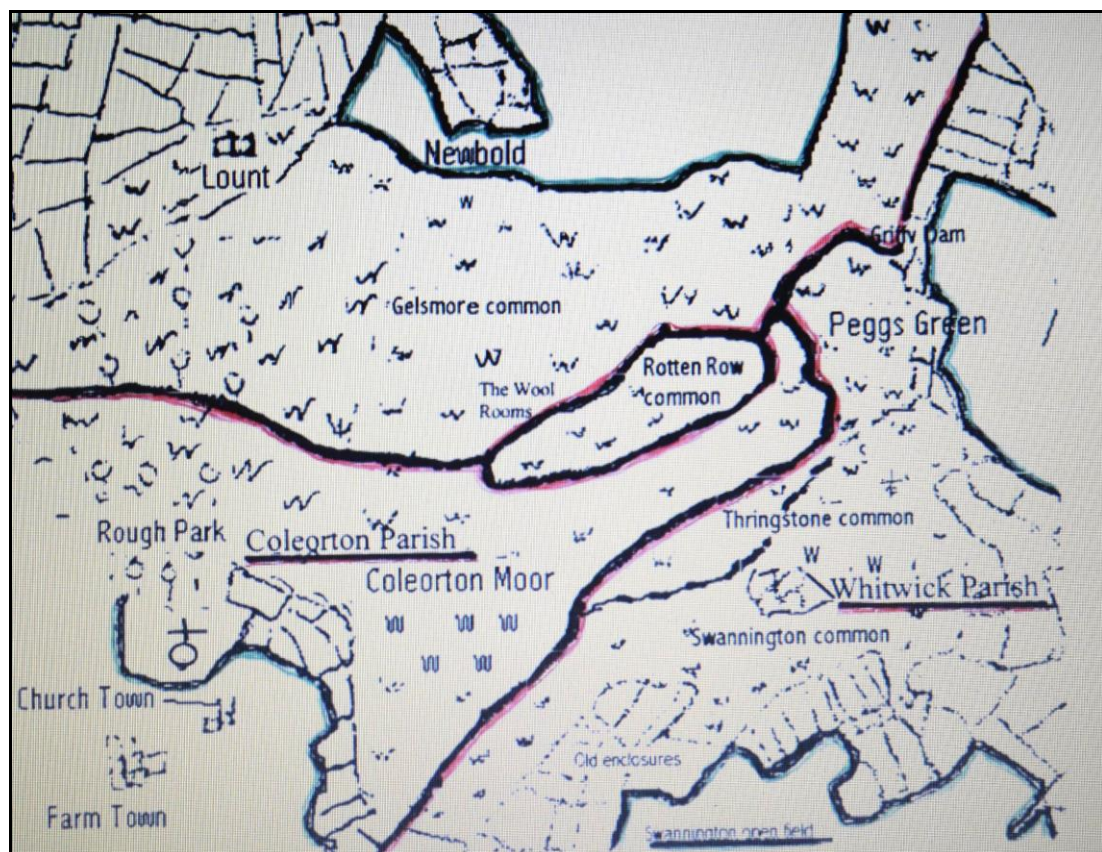 Newbold
Lount
Griffy Dam
Gelsmore common
Peggs Green
Rotten Row
common
The Wool
Rooms
Thringstone common
Rough Park
Coleorton Parish
Coleorton Moor
Whitwick Parish
Swannington common
Church Town
Old enclosures
Farm Town
Swannington open field